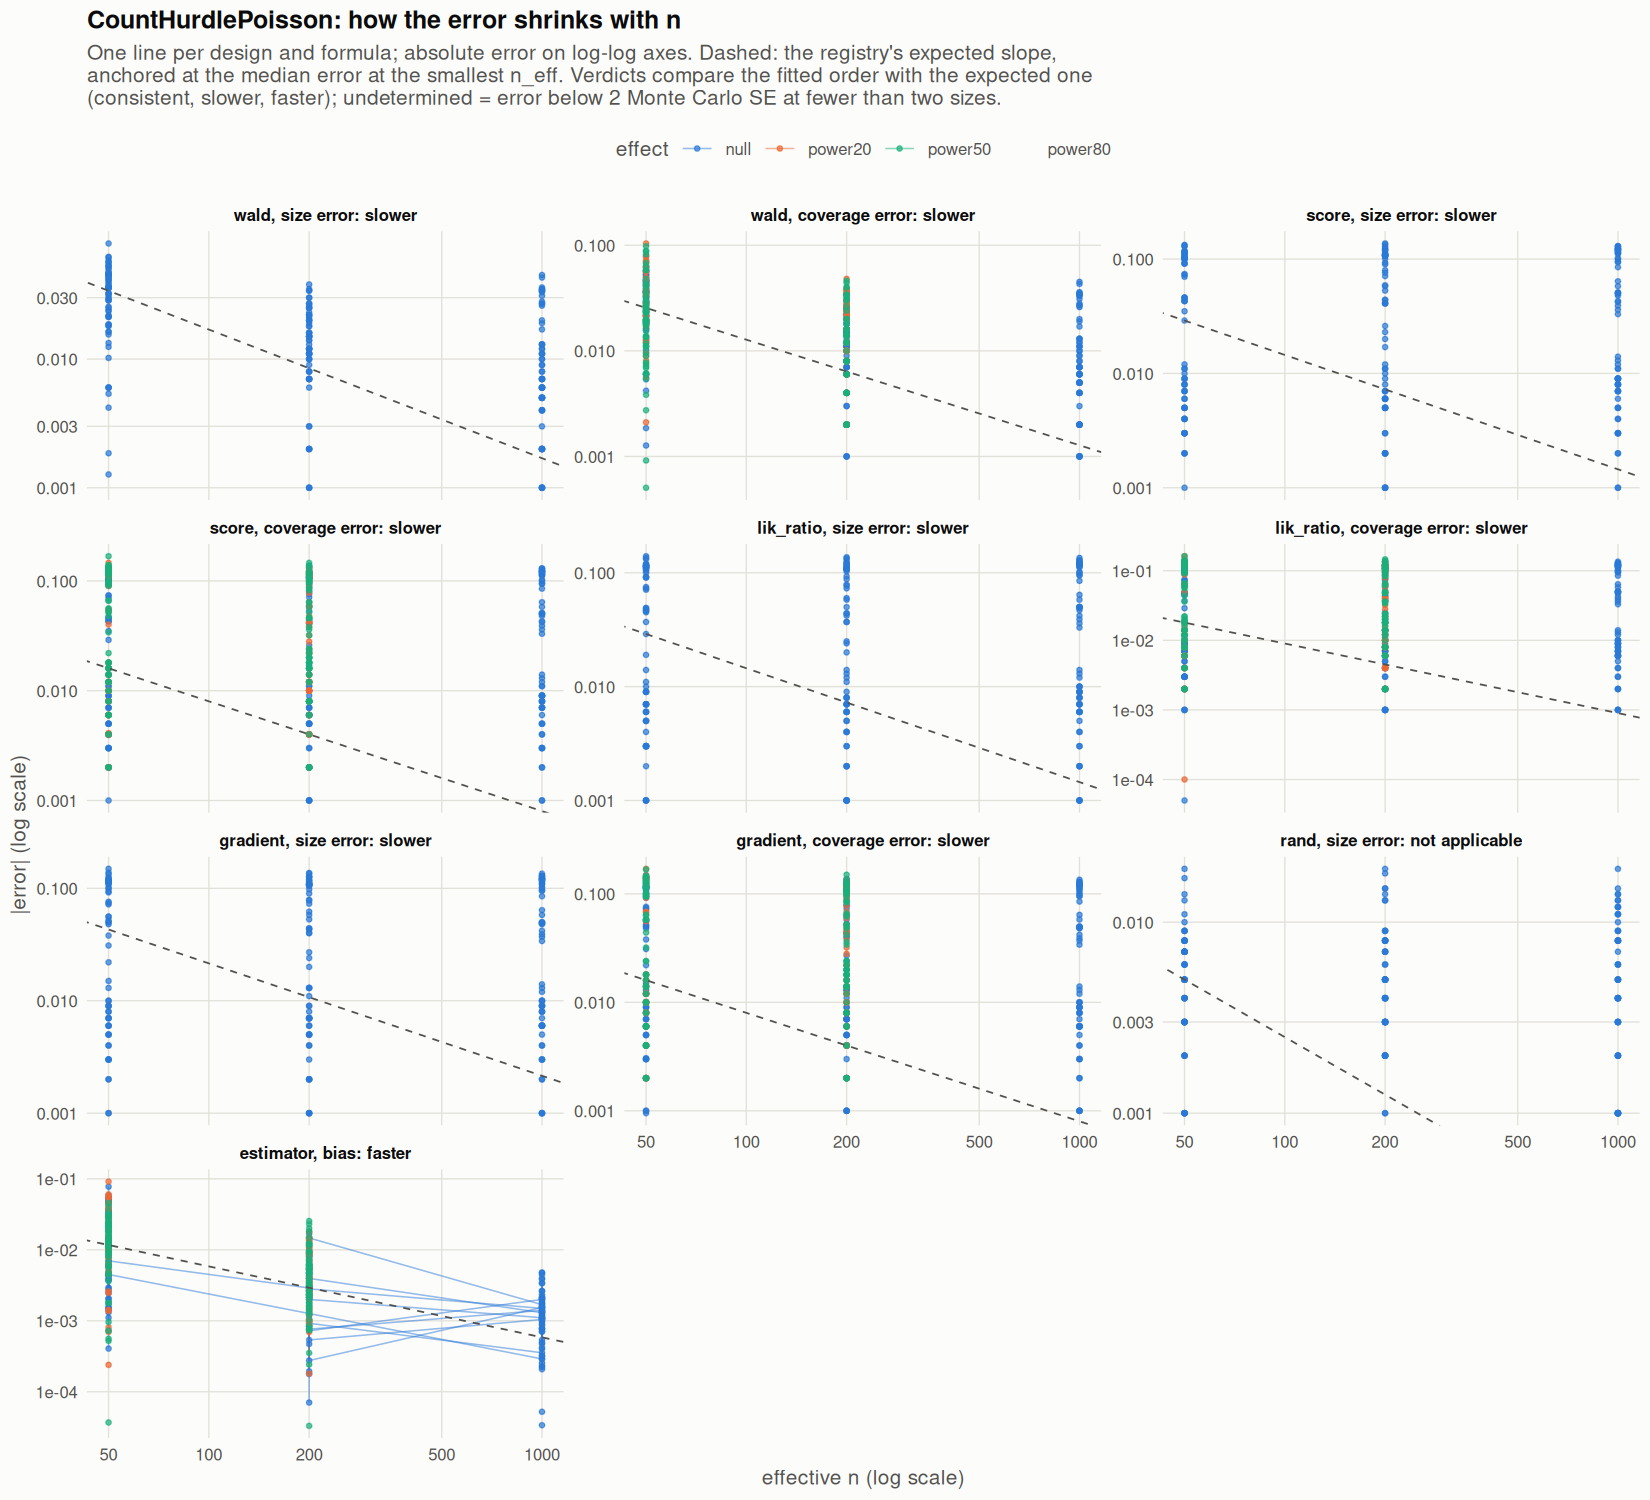 CountHurdlePoisson: how the error shrinks with n
One line per design and formula; absolute error on log-log axes. Dashed: the registry's expected slope,
anchored at the median error at the smallest n_eff. Verdicts compare the fitted order with the expected one
(consistent, slower, faster); undetermined = error below 2 Monte Carlo SE at fewer than two sizes.
effect null power20 power50 power80
wald, size error: slower
0.030
0.010
0.003
0.001
wald, coverage error: slower
0.100
0.010
0.001
score, size error: slower
0.100
0.010
0.001
score, coverage error: slower
0.100
0.010
0.001
lik_ratio, size error: slower
0.100
0.010
0.001
lik_ratio, coverage error: slower
1e-01
1e-02
1e-03
1e-04
gradient, size error: slower
0.100
0.010
0.001
gradient, coverage error: slower
0.100
0.010
0.001
50 100 200 500 1000
rand, size error: not applicable
0.010
0.003
0.001
50 100 200 500 1000
estimator, bias: faster
1e-01
1e-02
1e-03
1e-04
50 100 200 500 1000
|error| (log scale)
effective n (log scale)